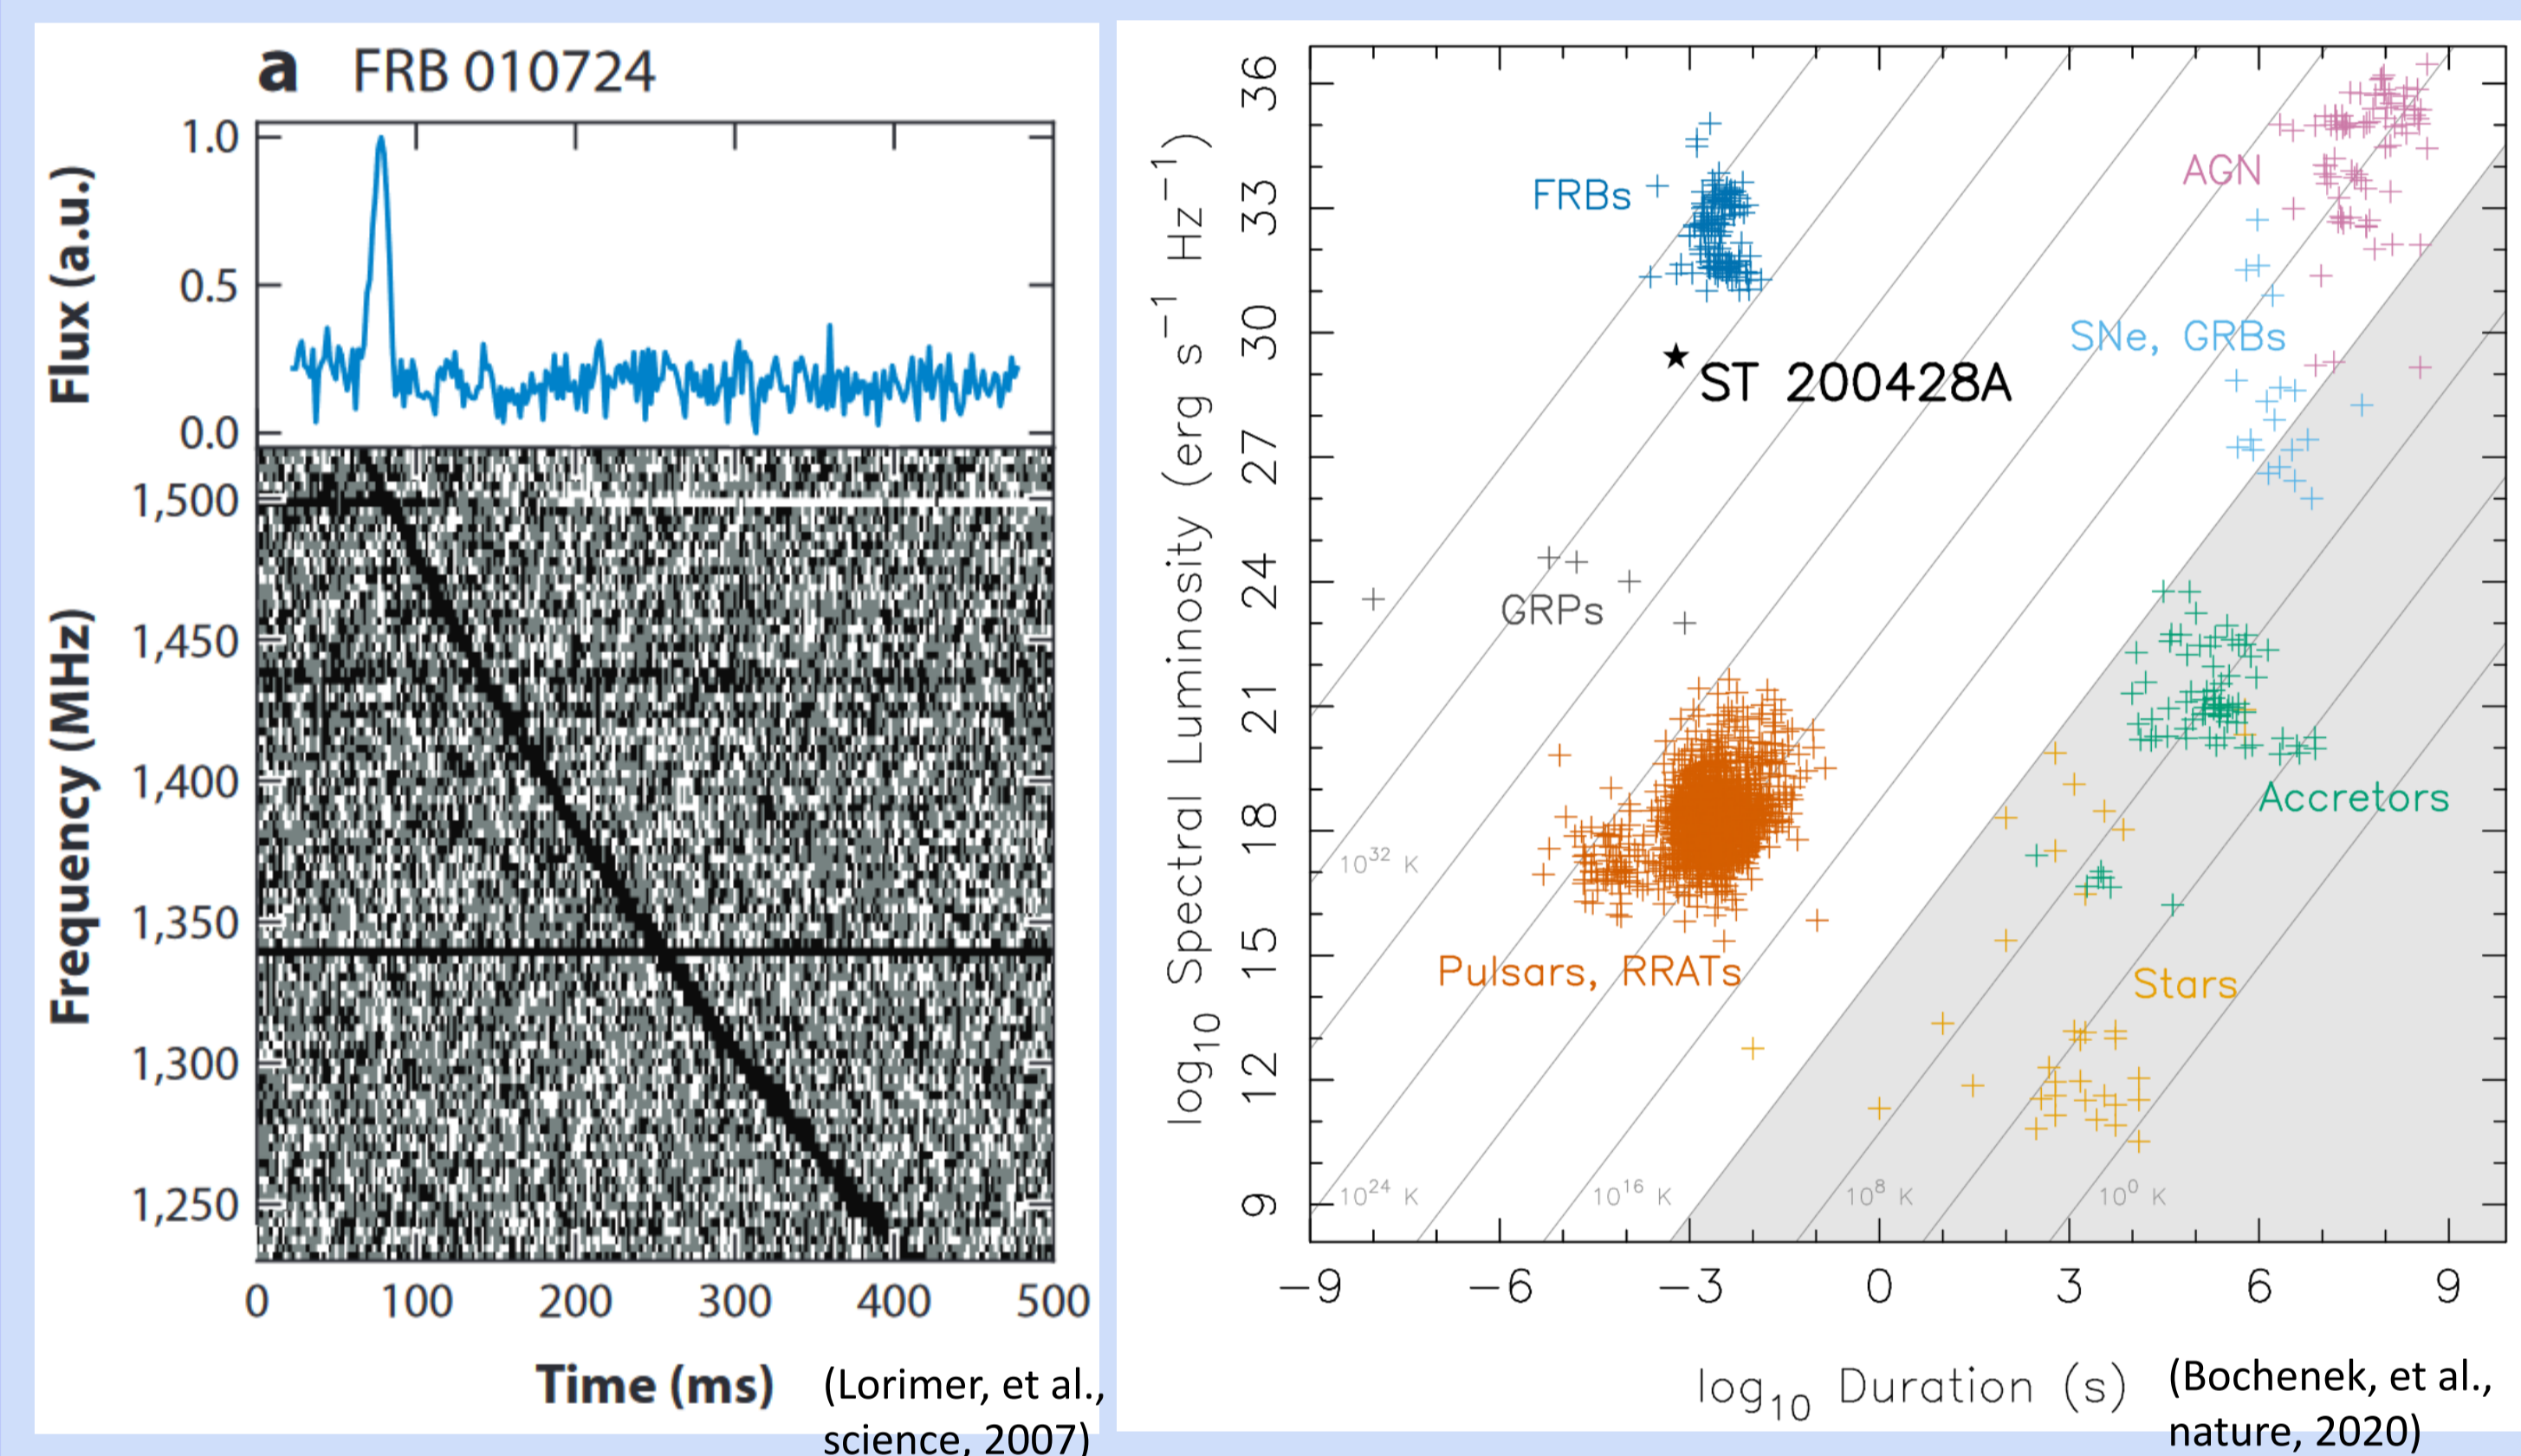 a FRB 010724
Flux (a.u.)
1.0
0.5
0.0
Frequency (MHz)
1,500
1,450
1,400
1,350
1,300
1,250
0 100 200 300 400 500
Time (ms)
(Lorimer, et al.,
science, 2007)
log10 Spectral Luminosity (erg s−1 Hz−1)
36
33
30
27
24
21
18
15
12
9
FRBs
AGN
SNe, GRBs
ST 200428A
GRPs
Accretors
10^32 K
Pulsars, RRATs
Stars
10^24 K
10^16 K
10^8 K
10^0 K
−9 −6 −3 0 3 6 9
log10 Duration (s)
(Bochenek, et al.,
nature, 2020)